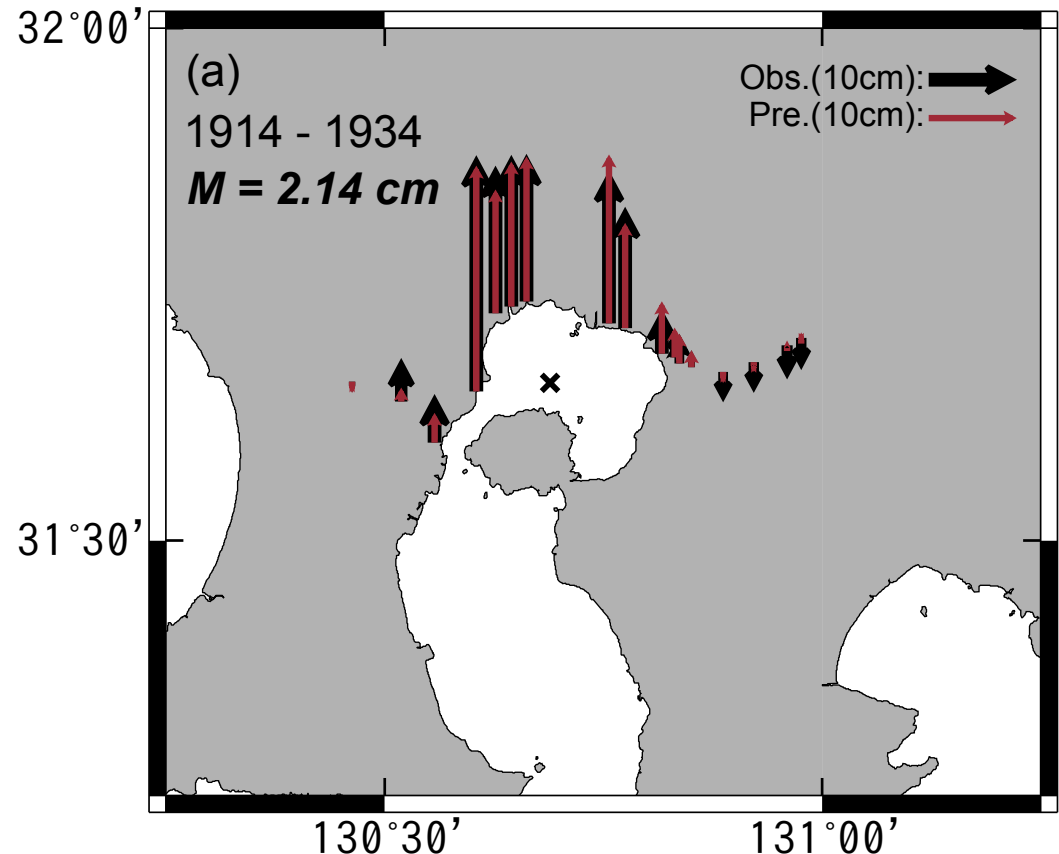 32°00'
(a)
Obs.(10cm):
Pre.(10cm):
1914 - 1934
M = 2.14 cm
31°30'
130°30'
131°00'